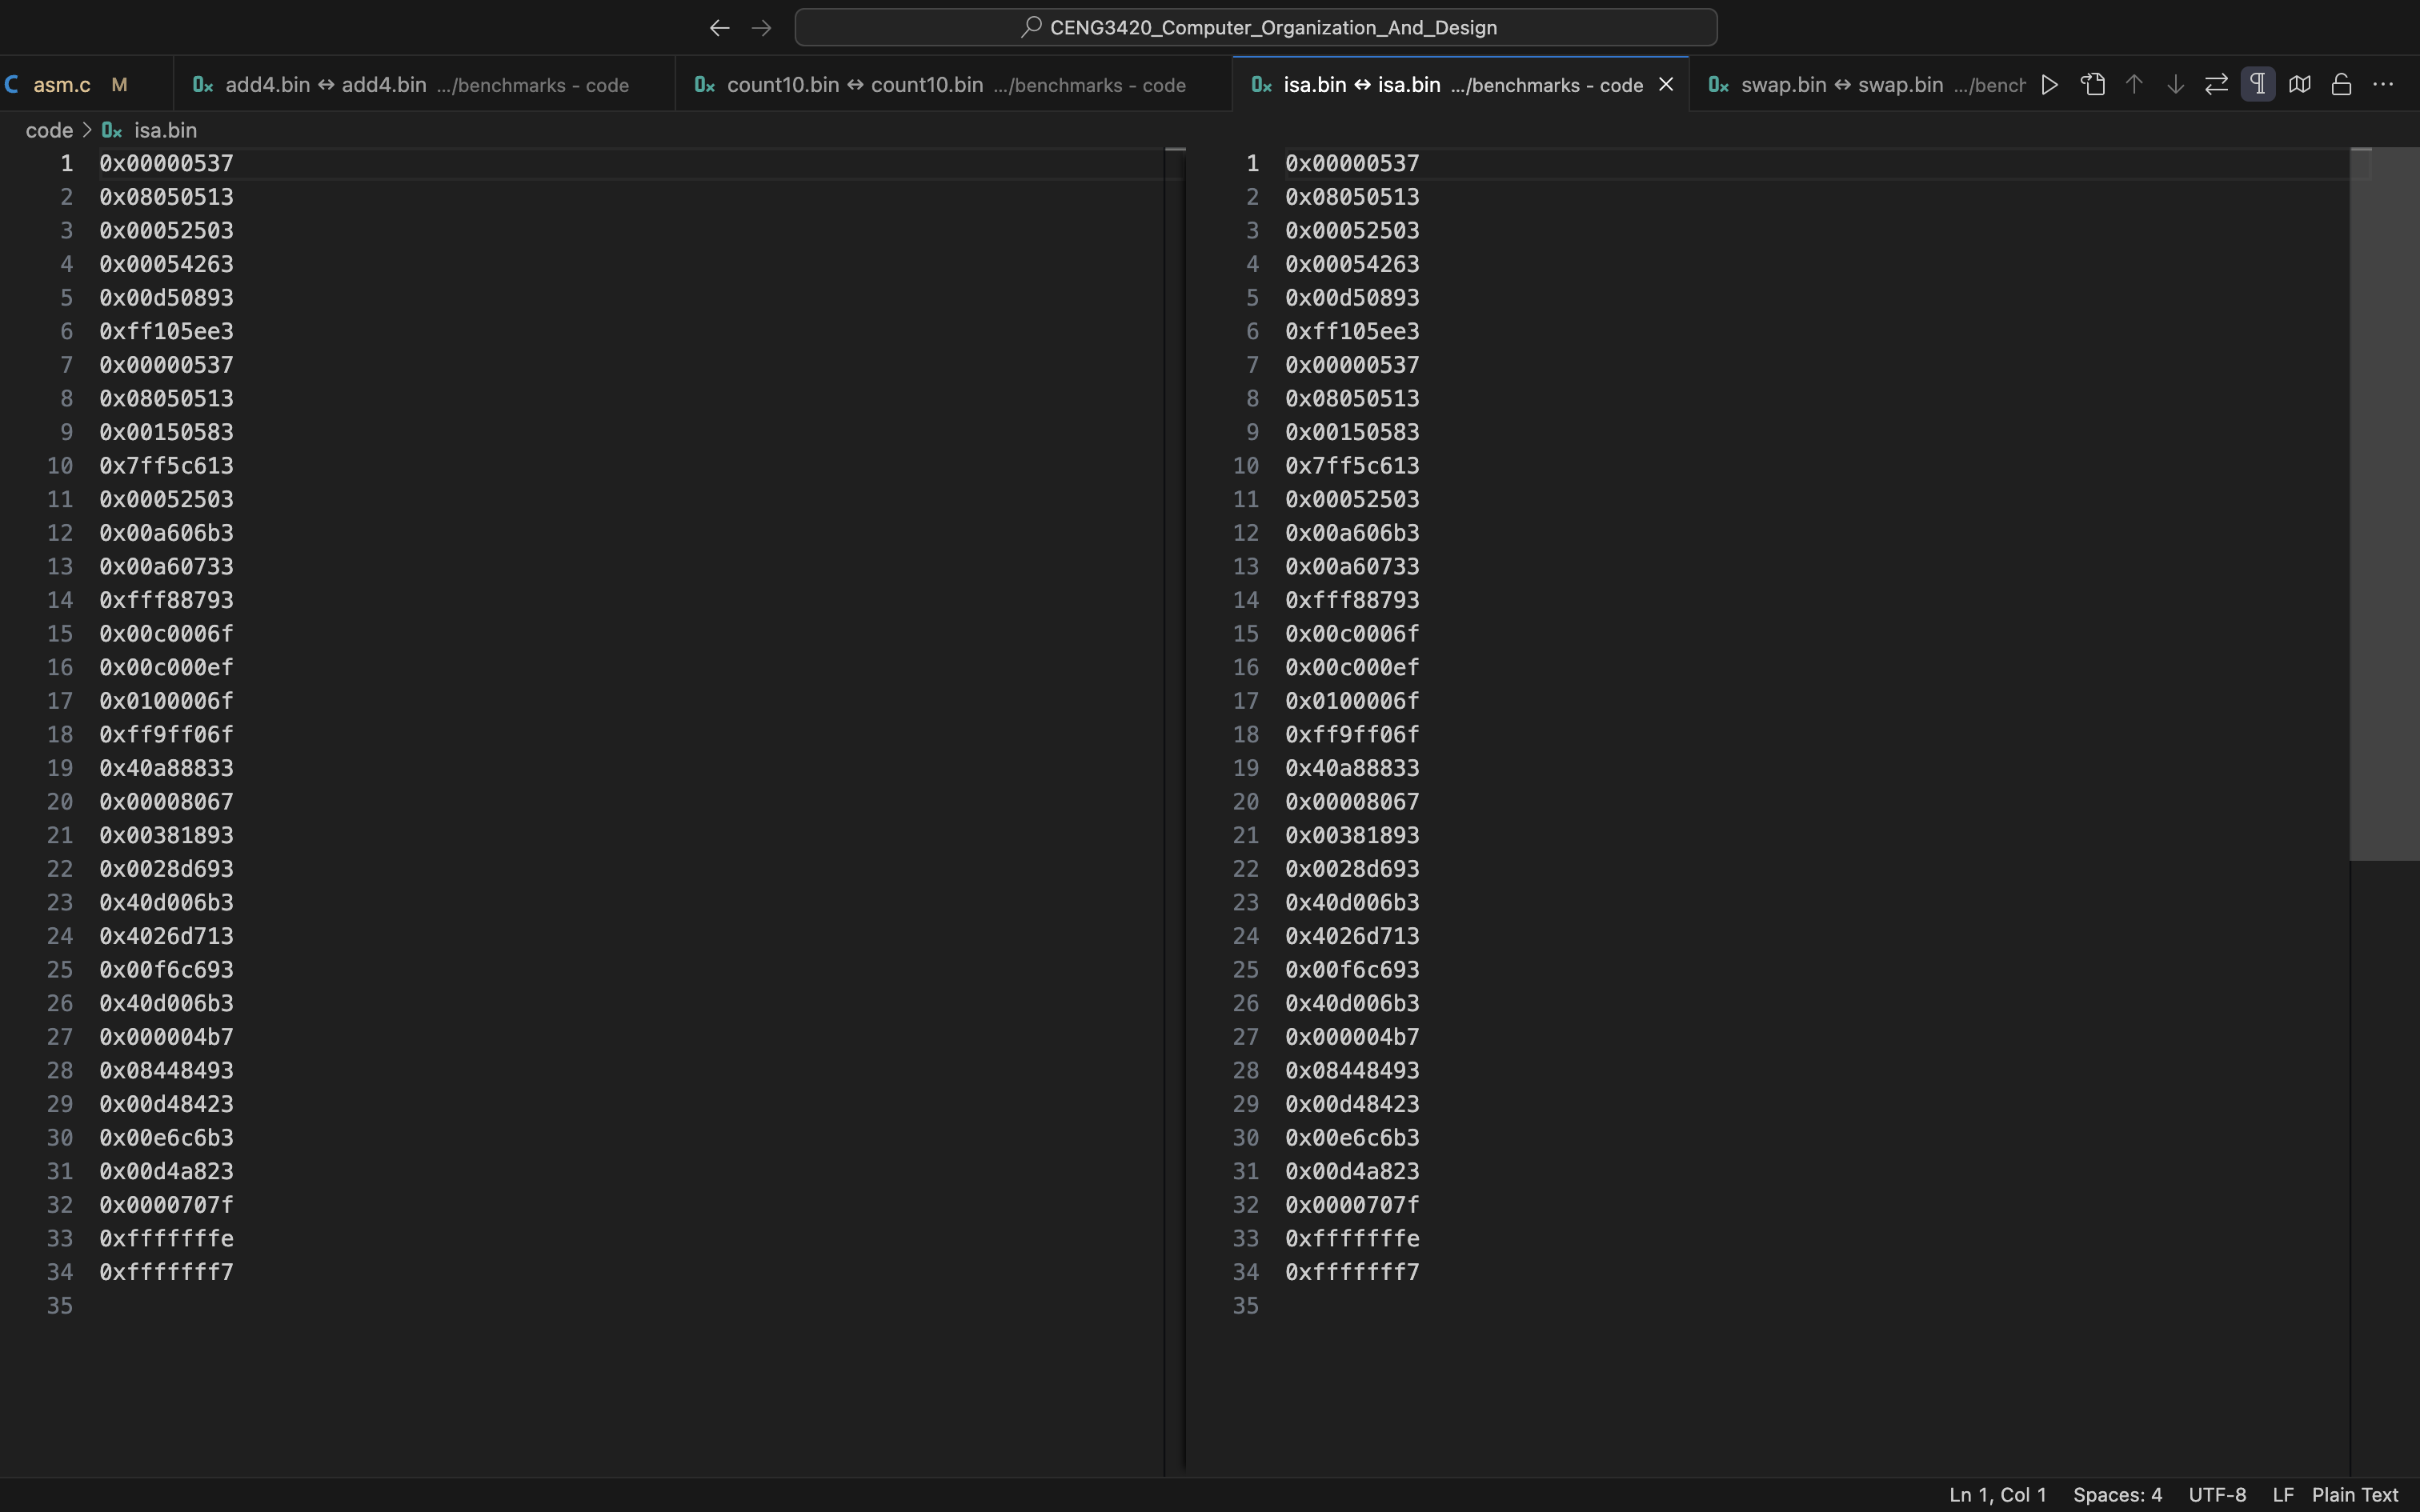 CENG3420_Computer_Organization_And_Design
C asm.c M
add4.bin ↔ add4.bin .../benchmarks - code
count10.bin ↔ count10.bin .../benchmarks - code
isa.bin ↔ isa.bin .../benchmarks - code
swap.bin ↔ swap.bin .../bench
code > isa.bin
1 0x00000537
2 0x08050513
3 0x00052503
4 0x00054263
5 0x00d50893
6 0xff105ee3
7 0x00000537
8 0x08050513
9 0x00150583
10 0x7ff5c613
11 0x00052503
12 0x00a606b3
13 0x00a60733
14 0xfff88793
15 0x00c0006f
16 0x00c000ef
17 0x0100006f
18 0xff9ff06f
19 0x40a88833
20 0x00008067
21 0x00381893
22 0x0028d693
23 0x40d006b3
24 0x4026d713
25 0x00f6c693
26 0x40d006b3
27 0x000004b7
28 0x08448493
29 0x00d48423
30 0x00e6c6b3
31 0x00d4a823
32 0x0000707f
33 0xfffffffe
34 0xfffffff7
35
1 0x00000537
2 0x08050513
3 0x00052503
4 0x00054263
5 0x00d50893
6 0xff105ee3
7 0x00000537
8 0x08050513
9 0x00150583
10 0x7ff5c613
11 0x00052503
12 0x00a606b3
13 0x00a60733
14 0xfff88793
15 0x00c0006f
16 0x00c000ef
17 0x0100006f
18 0xff9ff06f
19 0x40a88833
20 0x00008067
21 0x00381893
22 0x0028d693
23 0x40d006b3
24 0x4026d713
25 0x00f6c693
26 0x40d006b3
27 0x000004b7
28 0x08448493
29 0x00d48423
30 0x00e6c6b3
31 0x00d4a823
32 0x0000707f
33 0xfffffffe
34 0xfffffff7
35
Ln 1, Col 1 Spaces: 4 UTF-8 LF Plain Text